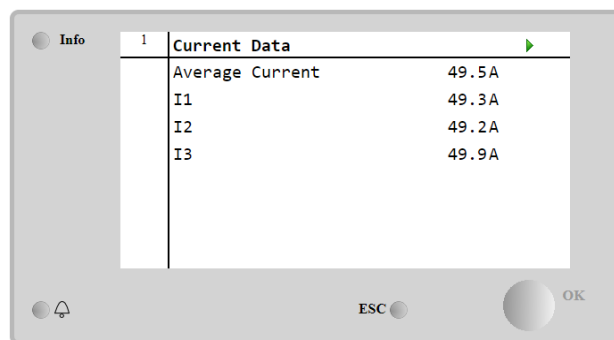 Info
1 Current Data
Average Current 49.5A
I1 49.3A
I2 49.2A
I3 49.9A
ESC
OK